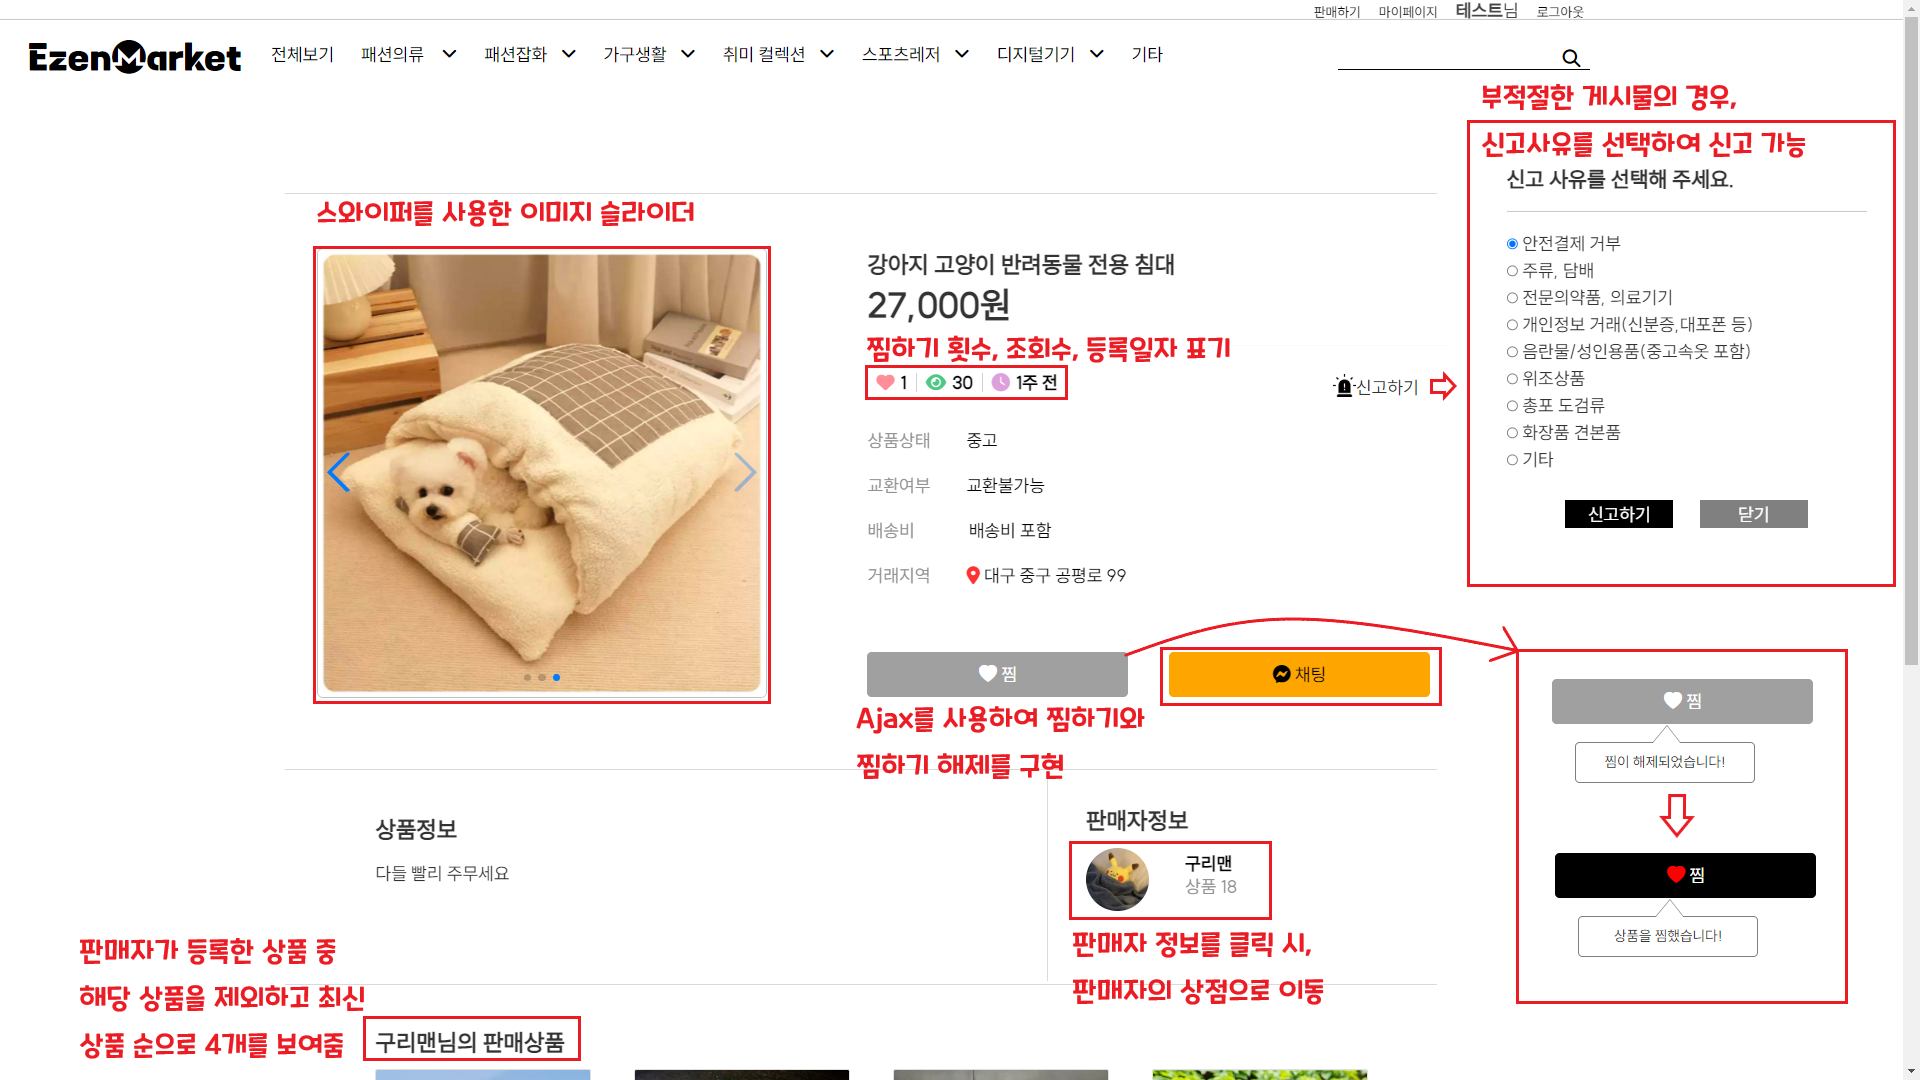 판매하기 마이페이지 테스트님 로그아웃
EzenMarket 전체보기 패션의류 패션잡화 가구생활 취미 컬렉션 스포츠레저 디지털기기 기타
부적절한 게시물의 경우,
신고사유를 선택하여 신고 가능
신고 사유를 선택해 주세요.
안전결제 거부
주류, 담배
전문의약품, 의료기기
개인정보 거래(신분증,대포폰 등)
음란물/성인용품(중고속옷 포함)
위조상품
총포 도검류
화장품 견본품
기타
신고하기 닫기
스와이퍼를 사용한 이미지 슬라이더
강아지 고양이 반려동물 전용 침대
27,000원
찜하기 횟수, 조회수, 등록일자 표기
1 30 1주 전
신고하기
상품상태 중고
교환여부 교환불가능
배송비 배송비 포함
거래지역 대구 중구 공평로 99
찜 채팅
Ajax를 사용하여 찜하기와
찜하기 해제를 구현
찜
찜이 해제되었습니다!
찜
상품을 찜했습니다!
상품정보
다들 빨리 주무세요
판매자정보
구리맨
상품 18
판매자 정보를 클릭 시,
판매자의 상점으로 이동
판매자가 등록한 상품 중
해당 상품을 제외하고 최신
상품 순으로 4개를 보여줌
구리맨님의 판매상품